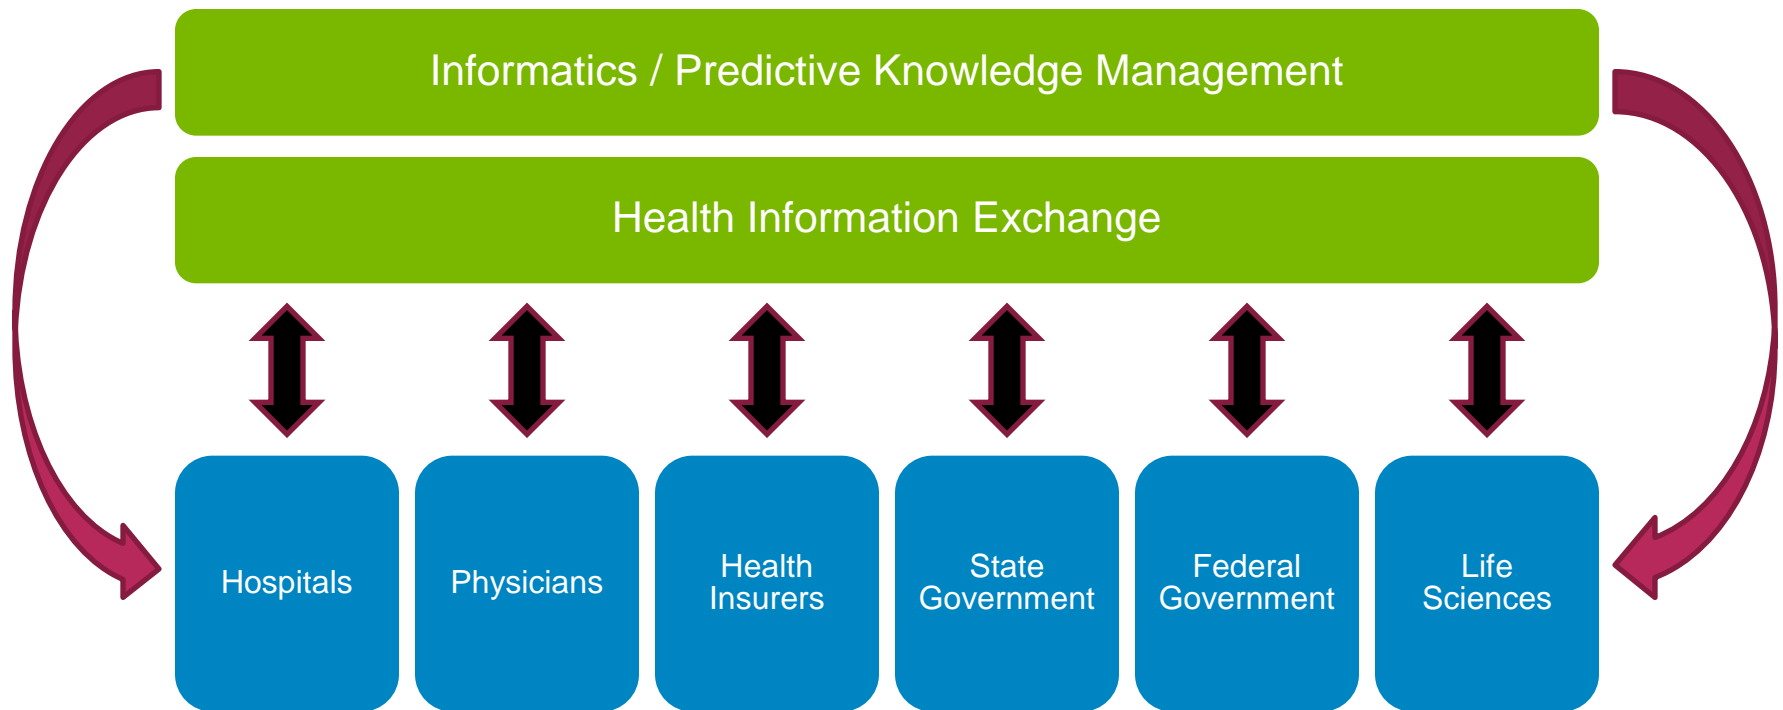 Informatics / Predictive Knowledge Management
Health Information Exchange
Hospitals
Physicians
Health
Insurers
State
Government
Federal
Government
Life
Sciences